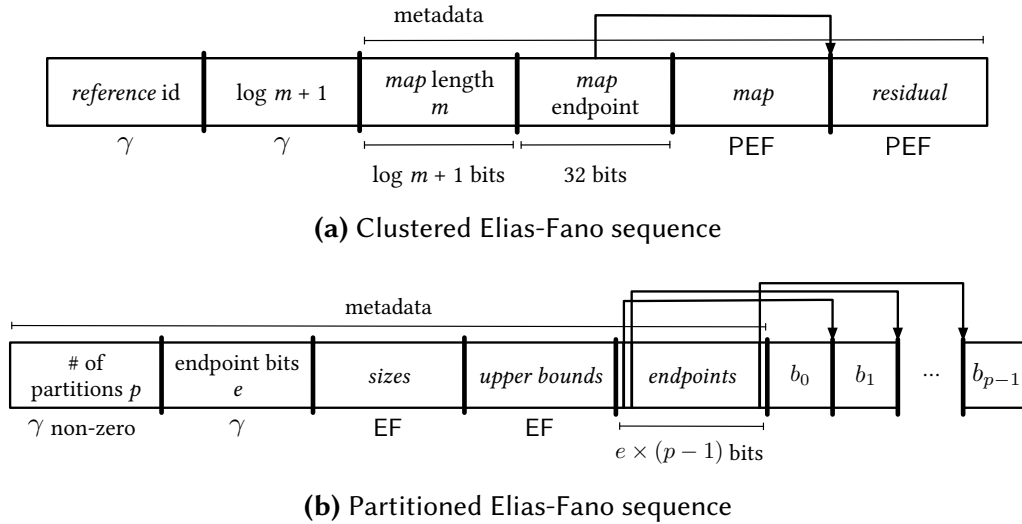 metadata
reference id
log m + 1
map length
m
map
endpoint
map
residual
γ
γ
PEF
PEF
log m + 1 bits
32 bits
(a) Clustered Elias-Fano sequence
metadata
# of
partitions p
endpoint bits
e
sizes
upper bounds
endpoints
b₀
b₁
...
bₚ₋₁
γ non-zero
γ
EF
EF
e × (p − 1) bits
(b) Partitioned Elias-Fano sequence